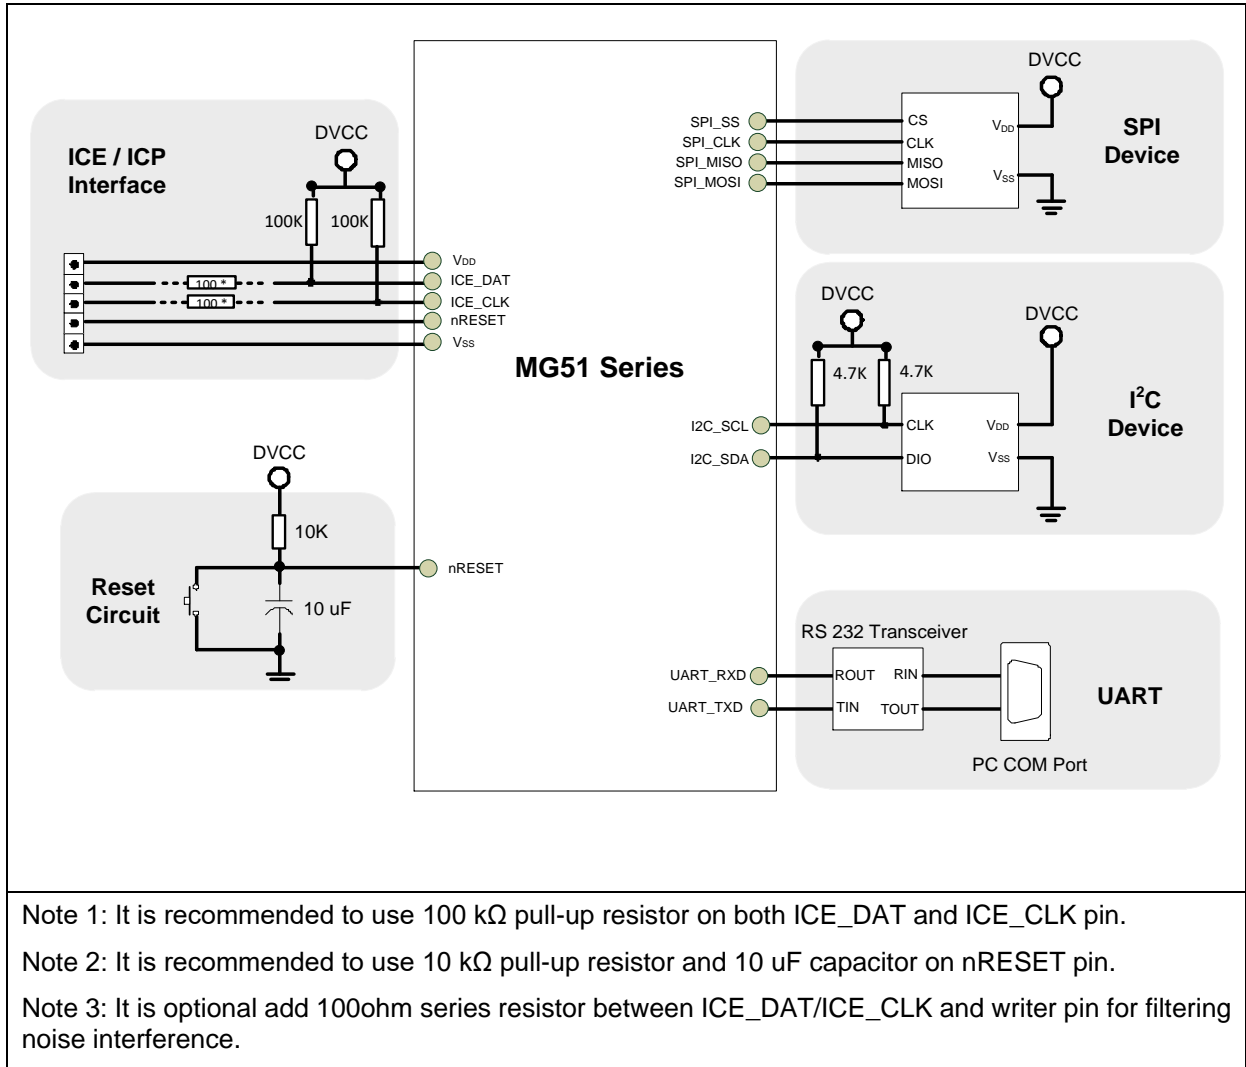 ICE / ICP
Interface
DVCC
100K
100K
100 *
100 *
VDD
ICE_DAT
ICE_CLK
nRESET
VSS
DVCC
10K
Reset
Circuit
10 uF
nRESET
MG51 Series
SPI_SS
SPI_CLK
SPI_MISO
SPI_MOSI
CS
CLK
MISO
MOSI
VDD
VSS
DVCC
SPI
Device
DVCC
4.7K
4.7K
DVCC
I2C_SCL
I2C_SDA
CLK
DIO
VDD
VSS
I²C
Device
RS 232 Transceiver
UART_RXD
UART_TXD
ROUT
RIN
TIN
TOUT
UART
PC COM Port
Note 1: It is recommended to use 100 kΩ pull-up resistor on both ICE_DAT and ICE_CLK pin.
Note 2: It is recommended to use 10 kΩ pull-up resistor and 10 uF capacitor on nRESET pin.
Note 3: It is optional add 100ohm series resistor between ICE_DAT/ICE_CLK and writer pin for filtering
noise interference.